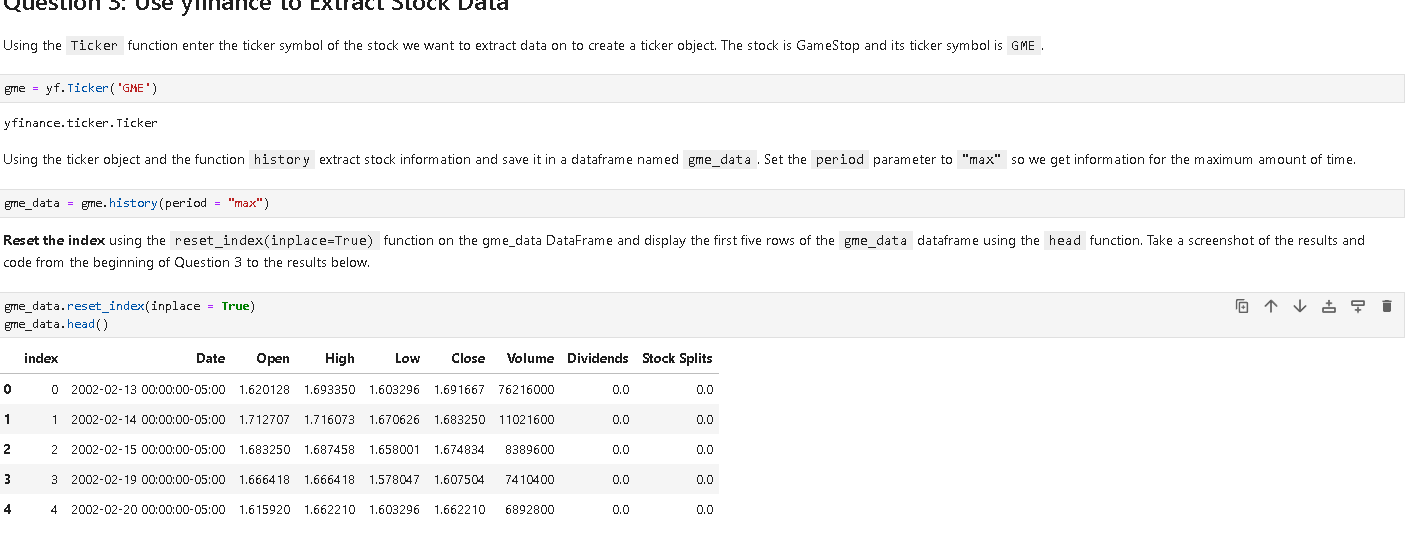 Question 3: Use yfinance to Extract Stock Data
Using the Ticker function enter the ticker symbol of the stock we want to extract data on to create a ticker object. The stock is GameStop and its ticker symbol is GME .
gme = yf.Ticker('GME')
yfinance.ticker.Ticker
Using the ticker object and the function history extract stock information and save it in a dataframe named gme_data . Set the period parameter to "max" so we get information for the maximum amount of time.
gme_data = gme.history(period = "max")
Reset the index using the reset_index(inplace=True) function on the gme_data DataFrame and display the first five rows of the gme_data dataframe using the head function. Take a screenshot of the results and
code from the beginning of Question 3 to the results below.
gme_data.reset_index(inplace = True)
gme_data.head()
index Date Open High Low Close Volume Dividends Stock Splits
0 0 2002-02-13 00:00:00-05:00 1.620128 1.693350 1.603296 1.691667 76216000 0.0 0.0
1 1 2002-02-14 00:00:00-05:00 1.712707 1.716073 1.670626 1.683250 11021600 0.0 0.0
2 2 2002-02-15 00:00:00-05:00 1.683250 1.687458 1.658001 1.674834 8389600 0.0 0.0
3 3 2002-02-19 00:00:00-05:00 1.666418 1.666418 1.578047 1.607504 7410400 0.0 0.0
4 4 2002-02-20 00:00:00-05:00 1.615920 1.662210 1.603296 1.662210 6892800 0.0 0.0